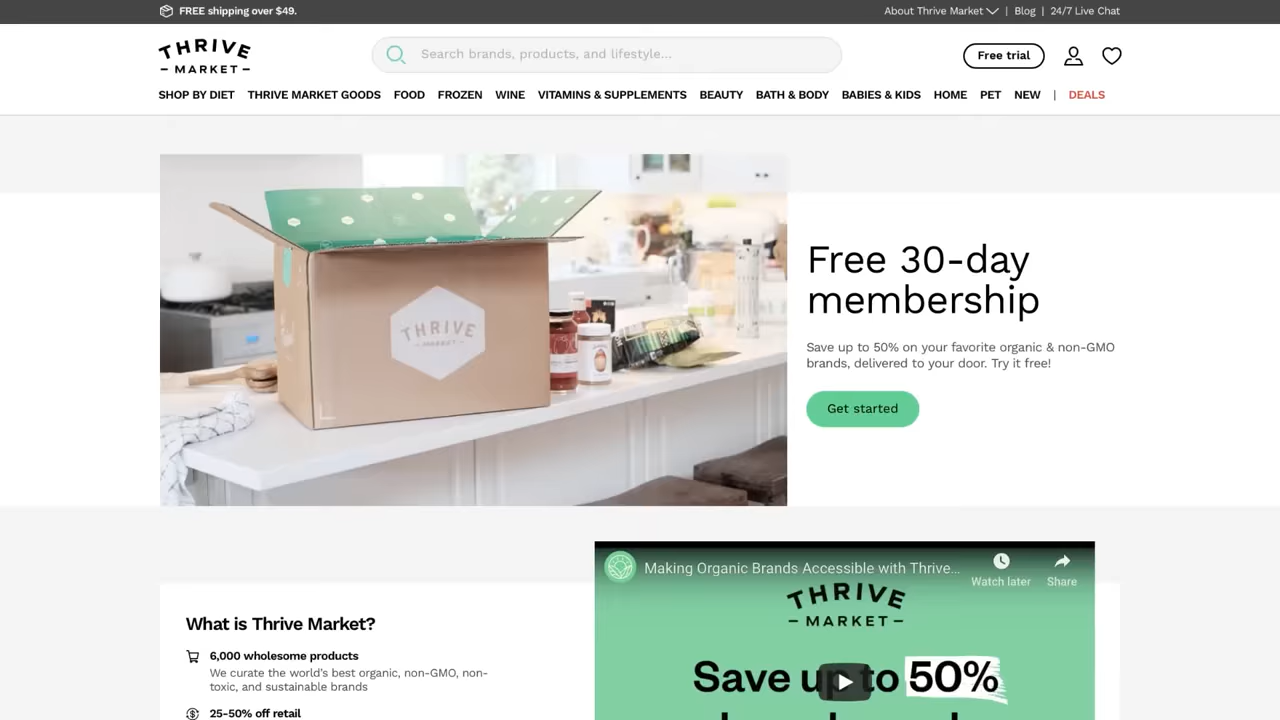 FREE shipping over $49.
About Thrive Market | Blog | 24/7 Live Chat
THRIVE
MARKET
Search brands, products, and lifestyle...
Free trial
SHOP BY DIET THRIVE MARKET GOODS FOOD FROZEN WINE VITAMINS & SUPPLEMENTS BEAUTY BATH & BODY BABIES & KIDS HOME PET NEW | DEALS
THRIVE
MARKET
Free 30-day
membership
Save up to 50% on your favorite organic & non-GMO
brands, delivered to your door. Try it free!
Get started
Making Organic Brands Accessible with Thrive...
Watch later
Share
THRIVE
MARKET
Save up to 50%
What is Thrive Market?
6,000 wholesome products
We curate the world's best organic, non-GMO, non-
toxic, and sustainable brands
25-50% off retail